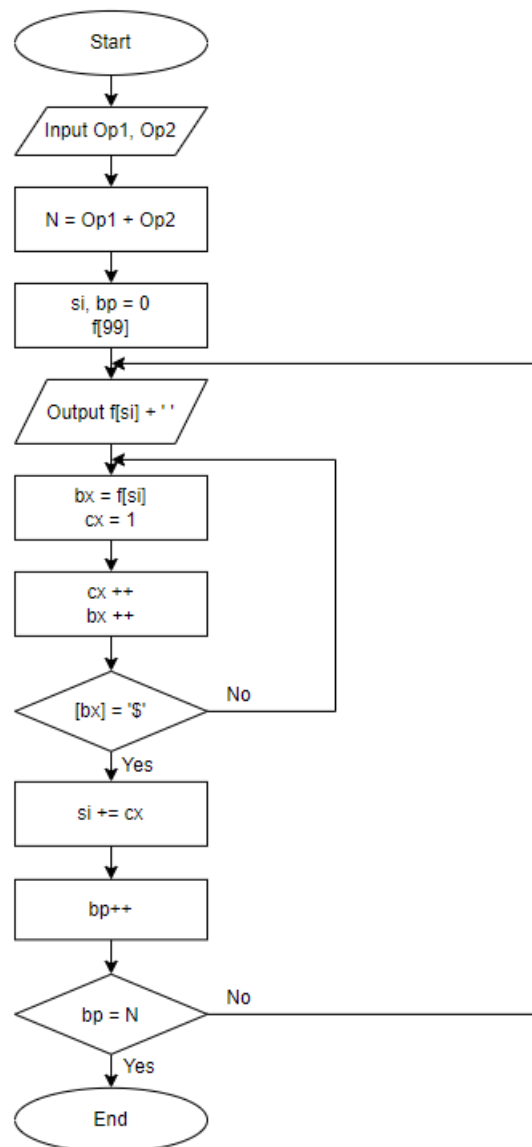 Start
Input Op1, Op2
N = Op1 + Op2
si, bp = 0
f[99]
Output f[si] + ' '
bx = f[si]
cx = 1
cx ++
bx ++
[bx] = '$'
No
Yes
si += cx
bp++
bp = N
No
Yes
End